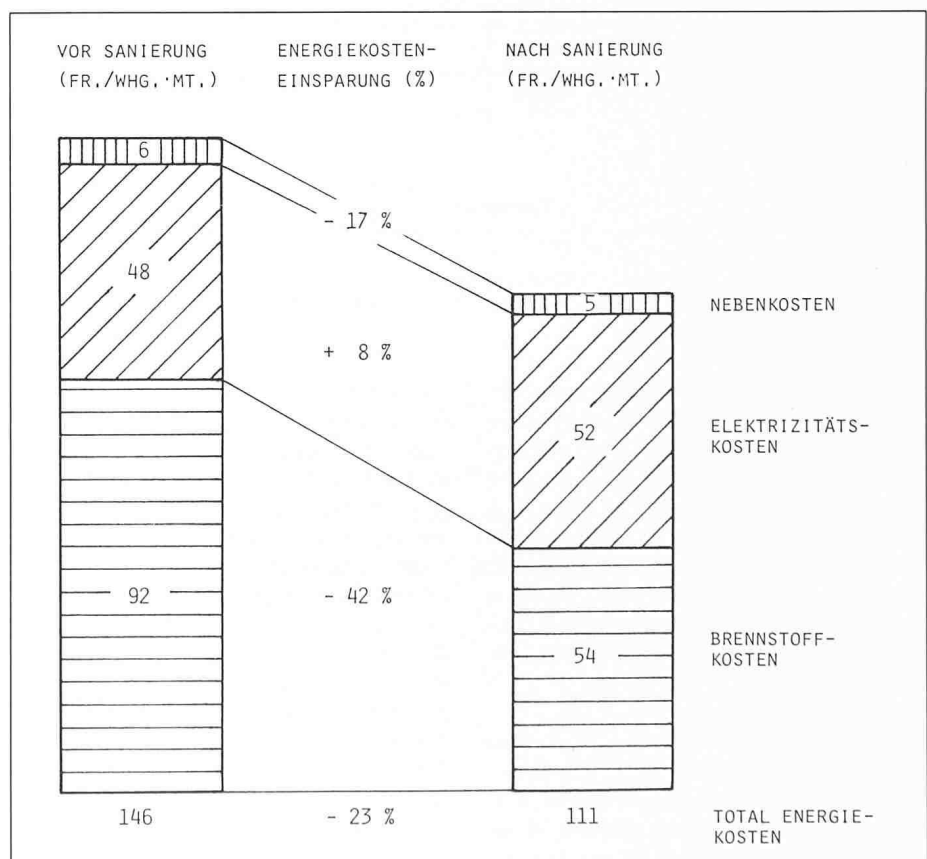 VOR SANIERUNG
(FR./WHG.·MT.)
ENERGIEKOSTEN-
EINSPARUNG (%)
NACH SANIERUNG
(FR./WHG.·MT.)
6
- 17 %
5
NEBENKOSTEN
48
+ 8 %
52
ELEKTRIZITÄTS-
KOSTEN
92
- 42 %
54
BRENNSTOFF-
KOSTEN
146
- 23 %
111
TOTAL ENERGIE-
KOSTEN